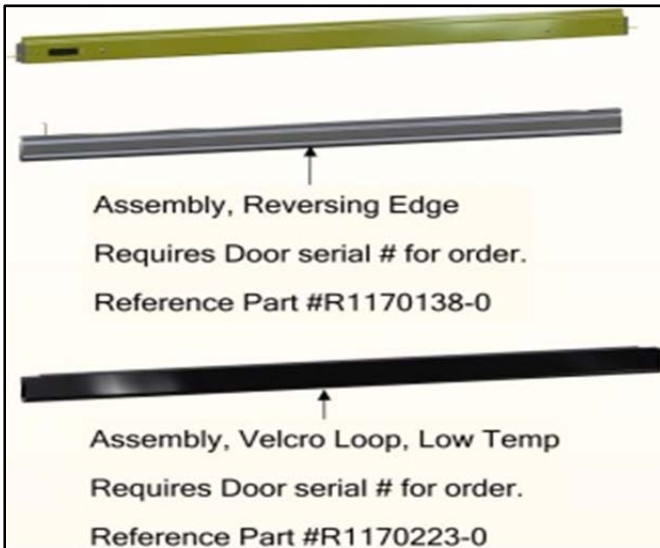 Assembly, Reversing Edge
Requires Door serial # for order.
Reference Part #R1170138-0
Assembly, Velcro Loop, Low Temp
Requires Door serial # for order.
Reference Part #R1170223-0